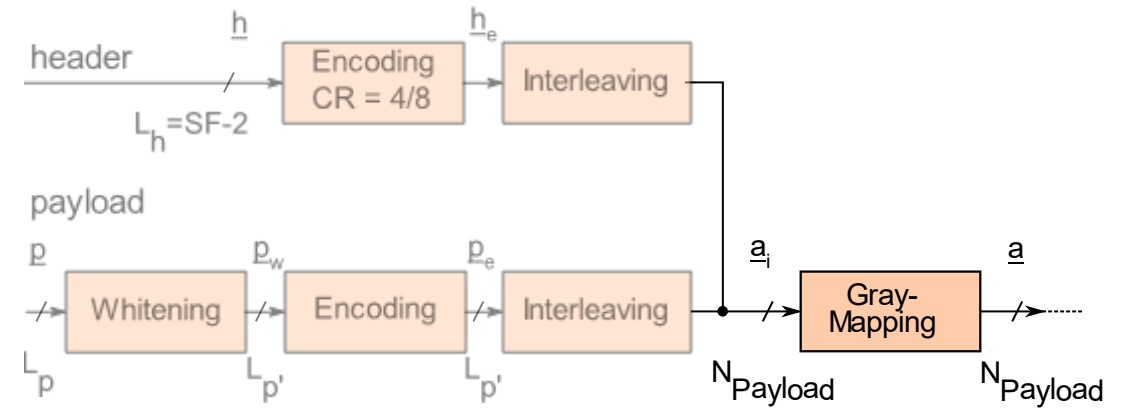 h
h_e
header
Encoding
CR = 4/8
Interleaving
L_h=SF-2
payload
p
p_w
p_e
a_i
a
Whitening
Encoding
Interleaving
Gray-
Mapping
L_p
L_p'
L_p'
N_Payload
N_Payload